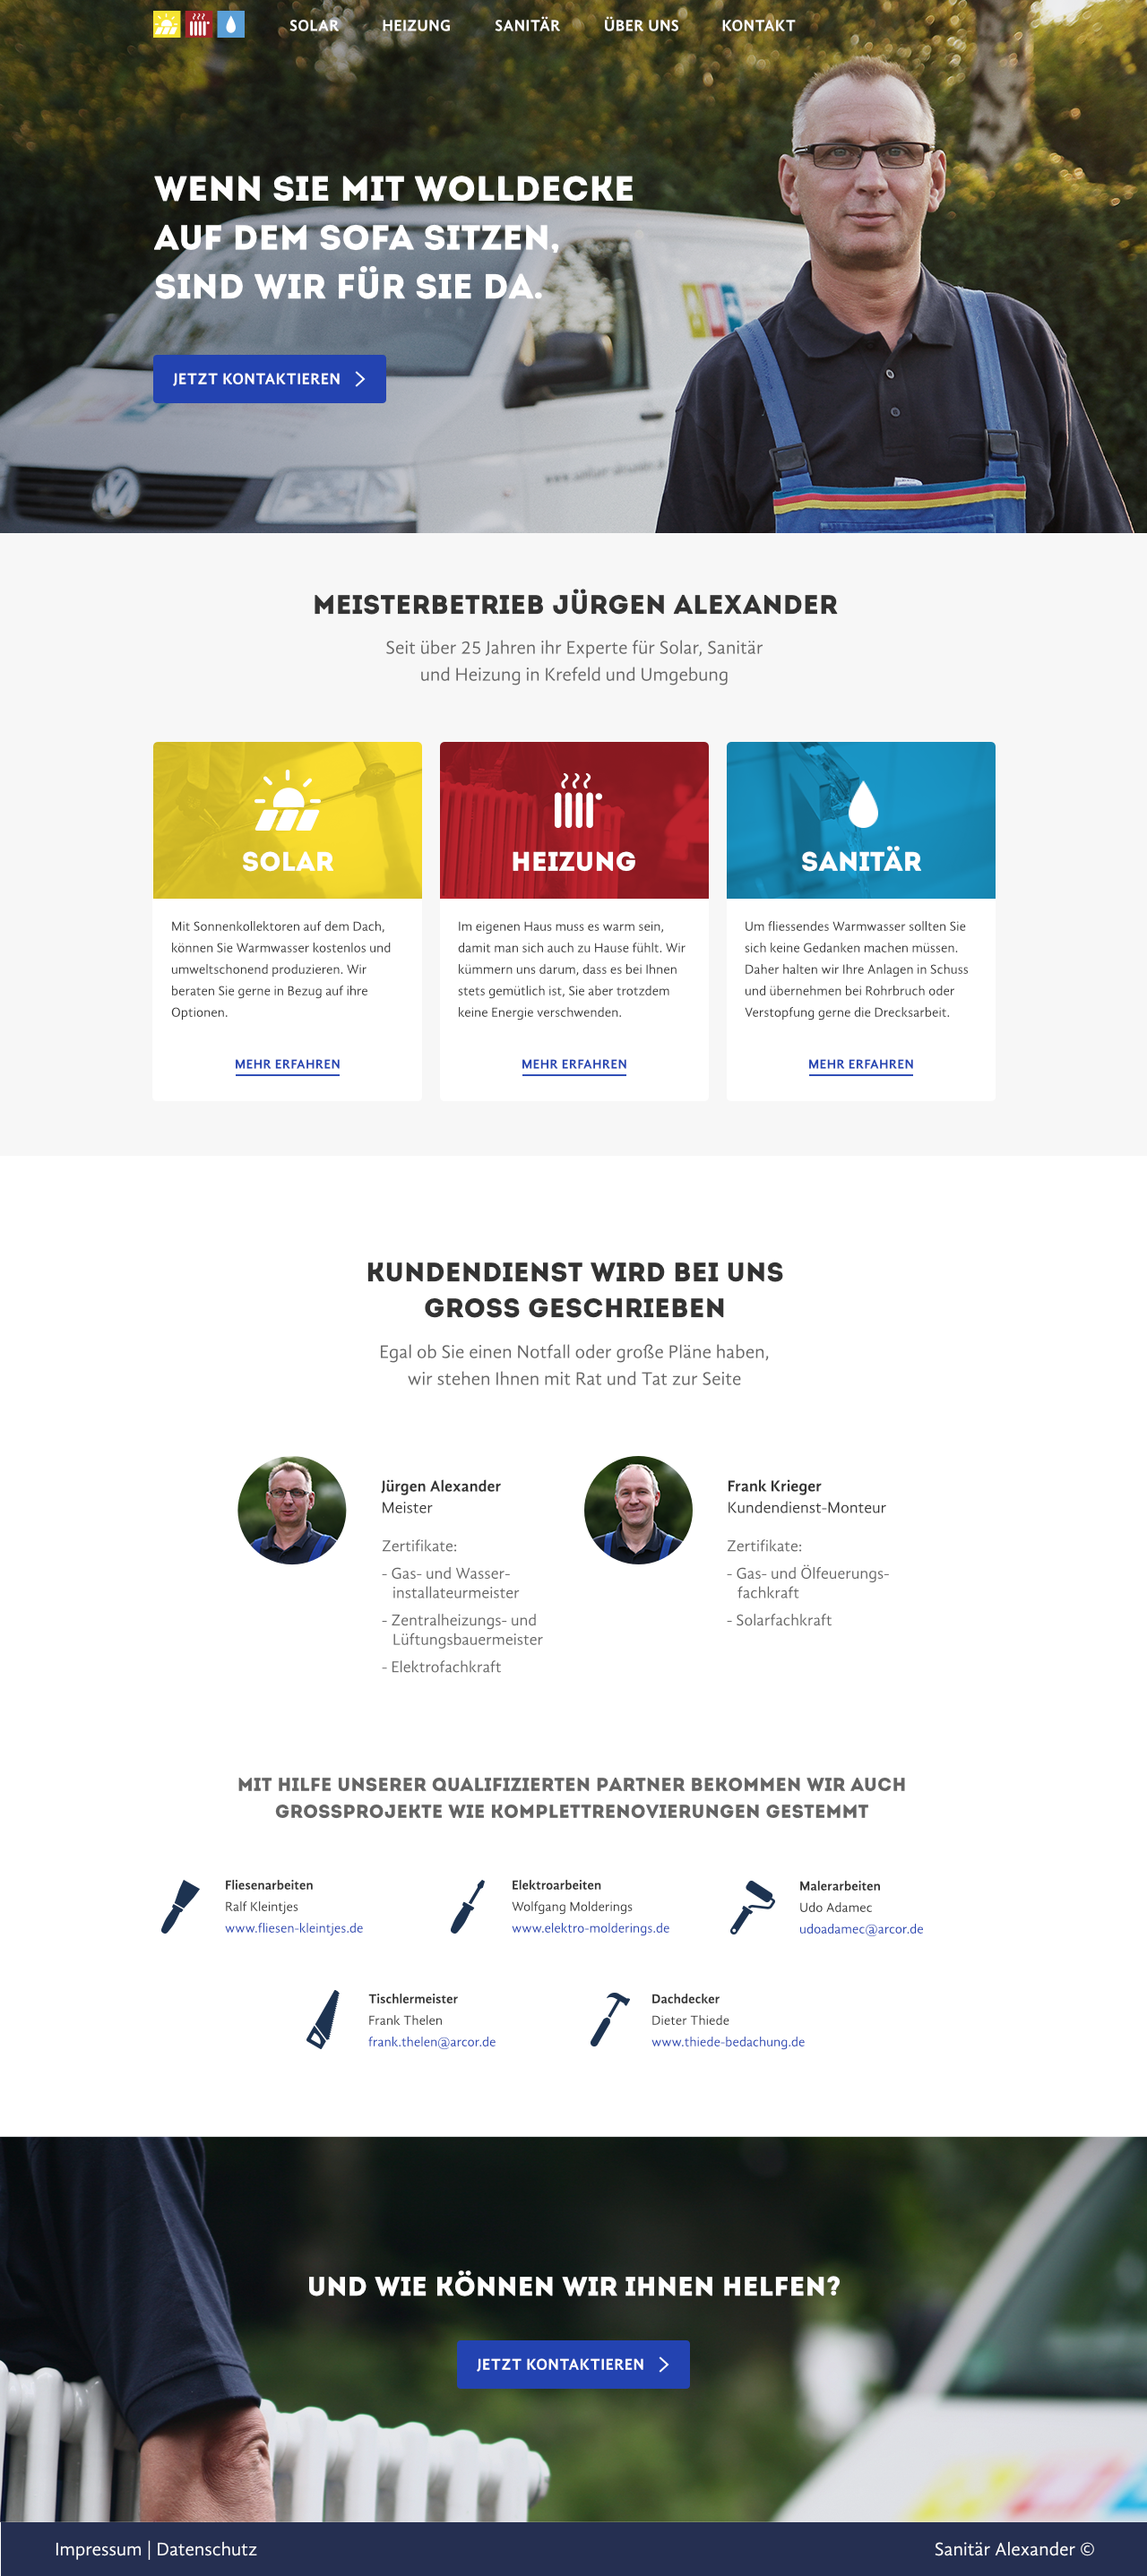 SOLAR HEIZUNG SANITÄR ÜBER UNS KONTAKT
WENN SIE MIT WOLLDECKE
AUF DEM SOFA SITZEN,
SIND WIR FÜR SIE DA.
JETZT KONTAKTIEREN
MEISTERBETRIEB JÜRGEN ALEXANDER
Seit über 25 Jahren ihr Experte für Solar, Sanitär
und Heizung in Krefeld und Umgebung
SOLAR
Mit Sonnenkollektoren auf dem Dach,
können Sie Warmwasser kostenlos und
umweltschonend produzieren. Wir
beraten Sie gerne in Bezug auf ihre
Optionen.
MEHR ERFAHREN
HEIZUNG
Im eigenen Haus muss es warm sein,
damit man sich auch zu Hause fühlt. Wir
kümmern uns darum, dass es bei Ihnen
stets gemütlich ist, Sie aber trotzdem
keine Energie verschwenden.
MEHR ERFAHREN
SANITÄR
Um fliessendes Warmwasser sollten Sie
sich keine Gedanken machen müssen.
Daher halten wir Ihre Anlagen in Schuss
und übernehmen bei Rohrbruch oder
Verstopfung gerne die Drecksarbeit.
MEHR ERFAHREN
KUNDENDIENST WIRD BEI UNS
GROSS GESCHRIEBEN
Egal ob Sie einen Notfall oder große Pläne haben,
wir stehen Ihnen mit Rat und Tat zur Seite
Jürgen Alexander
Meister
Zertifikate:
- Gas- und Wasser-
installateurmeister
- Zentralheizungs- und
Lüftungsbauermeister
- Elektrofachkraft
Frank Krieger
Kundendienst-Monteur
Zertifikate:
- Gas- und Ölfeuerungs-
fachkraft
- Solarfachkraft
MIT HILFE UNSERER QUALIFIZIERTEN PARTNER BEKOMMEN WIR AUCH
GROSSPROJEKTE WIE KOMPLETTRENOVIERUNGEN GESTEMMT
Fliesenarbeiten
Ralf Kleintjes
www.fliesen-kleintjes.de
Elektroarbeiten
Wolfgang Molderings
www.elektro-molderings.de
Malerarbeiten
Udo Adamec
udoadamec@arcor.de
Tischlermeister
Frank Thelen
frank.thelen@arcor.de
Dachdecker
Dieter Thiede
www.thiede-bedachung.de
UND WIE KÖNNEN WIR IHNEN HELFEN?
JETZT KONTAKTIEREN
Impressum | Datenschutz
Sanitär Alexander ©